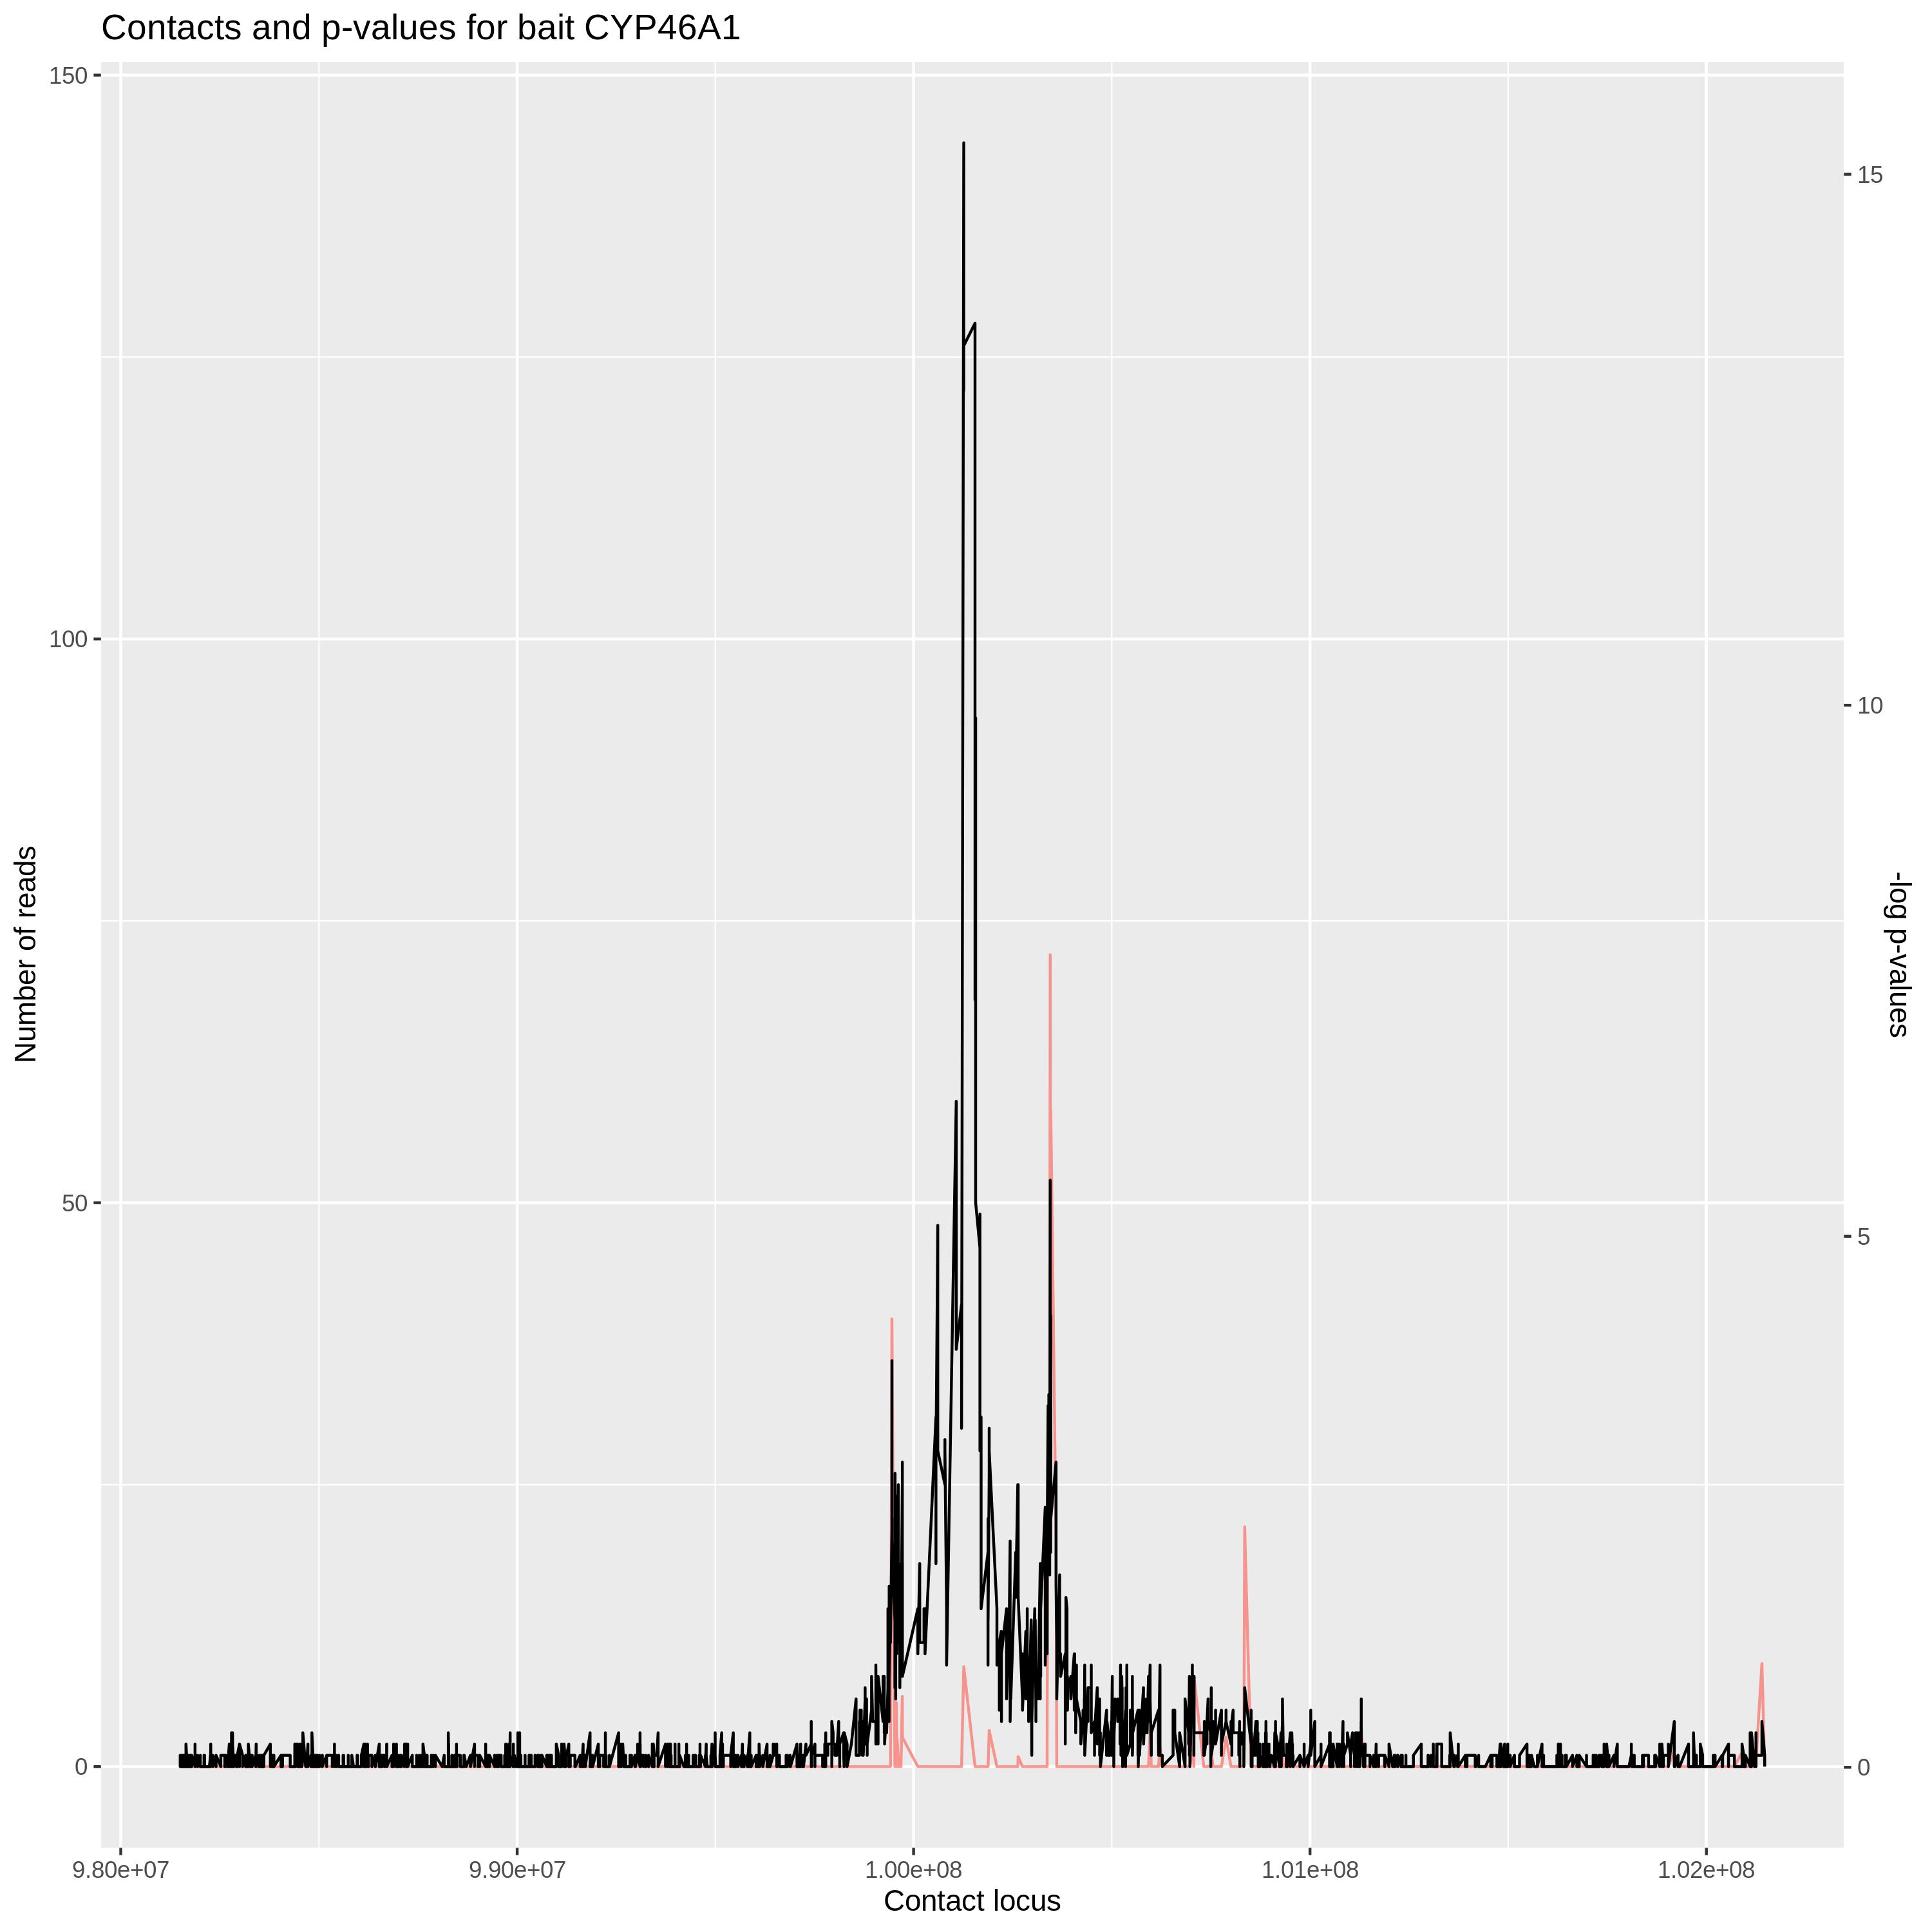 Contacts and p-values for bait CYP46A1
150
100
50
0
Number of reads
15
10
5
0
-log p-values
9.80e+07
9.90e+07
1.00e+08
1.01e+08
1.02e+08
Contact locus